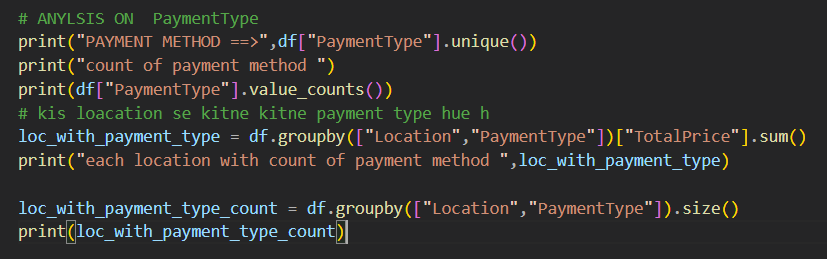 # ANYLSIS ON  PaymentType
print("PAYMENT METHOD ==>",df["PaymentType"].unique())
print("count of payment method ")
print(df["PaymentType"].value_counts())
# kis loacation se kitne kitne payment type hue h
loc_with_payment_type = df.groupby(["Location","PaymentType"])["TotalPrice"].sum()
print("each location with count of payment method ",loc_with_payment_type)
loc_with_payment_type_count = df.groupby(["Location","PaymentType"]).size()
print(loc_with_payment_type_count)